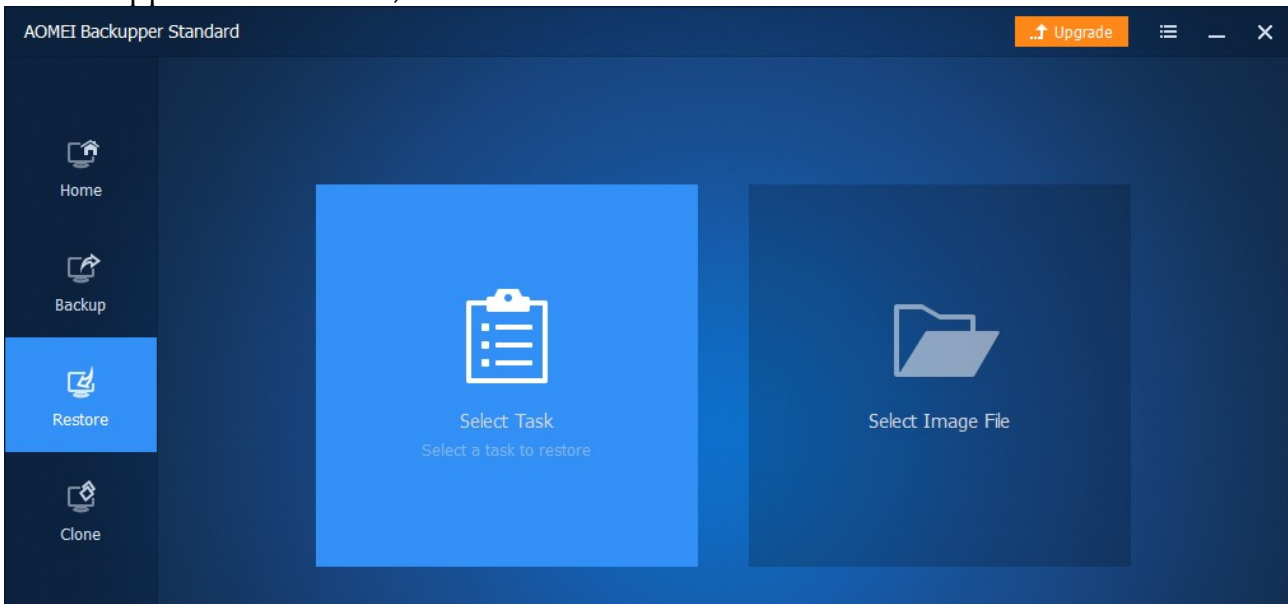 AOMEI Backupper Standard
Upgrade
Home
Backup
Restore
Clone
Select Task
Select a task to restore
Select Image File